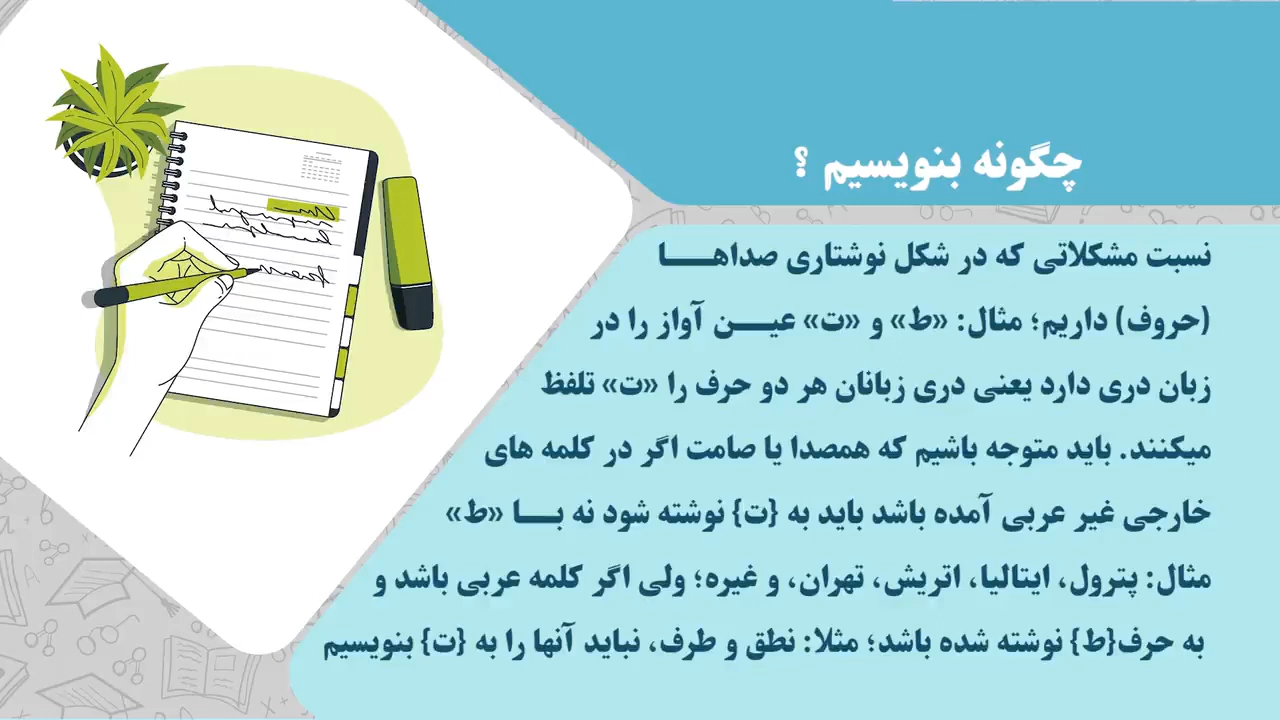 چگونه بنویسیم ؟
نسبت مشکلاتی که در شکل نوشتاری صداهـــا
(حروف) داریم؛ مثال: «ط» و «ت» عیـــن آواز را در
زبان دری دارد یعنی دری زبانان هر دو حرف را «ت» تلفظ
میکنند. باید متوجه باشیم که همصدا یا صامت اگر در کلمه های
خارجی غیر عربی آمده باشد باید به {ت} نوشته شود نه بـــا «ط»
مثال: پترول، ایتالیا، اتریش، تهران، و غیره؛ ولی اگر کلمه عربی باشد و
به حرف{ط} نوشته شده باشد؛ مثلا: نطق و طرف، نباید آنها را به {ت} بنویسیم